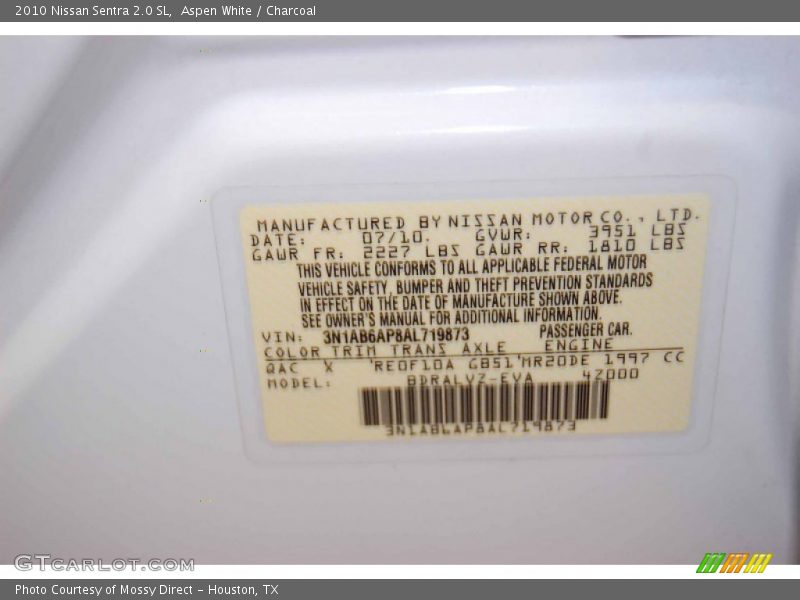 2010 Nissan Sentra 2.0 SL,  Aspen White / Charcoal
MANUFACTURED BY NISSAN MOTOR CO., LTD.
DATE: 07/10. GVWR: 3951 LBS
GAWR FR: 2227 LBS GAWR RR: 1810 LBS
THIS VEHICLE CONFORMS TO ALL APPLICABLE FEDERAL MOTOR
VEHICLE SAFETY, BUMPER AND THEFT PREVENTION STANDARDS
IN EFFECT ON THE DATE OF MANUFACTURE SHOWN ABOVE.
SEE OWNER'S MANUAL FOR ADDITIONAL INFORMATION.
VIN: 3N1AB6AP8AL719873 PASSENGER CAR.
COLOR TRIM TRANS AXLE ENGINE
QAC X RE0F10A GB51 MR20DE 1997 CC
MODEL: BDRALVZ-EVA 42000
3N1AB6AP8AL719873
GTCARLOT.COM
Photo Courtesy of Mossy Direct – Houston, TX